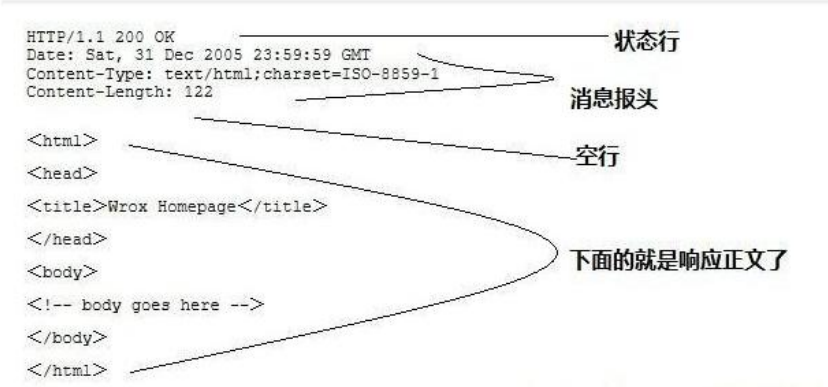 HTTP/1.1 200 OK
状态行
Date: Sat, 31 Dec 2005 23:59:59 GMT
Content-Type: text/html;charset=ISO-8859-1
Content-Length: 122
消息报头
空行
<html>
<head>
<title>Wrox Homepage</title>
</head>
下面的就是响应正文了
<body>
<!-- body goes here -->
</body>
</html>